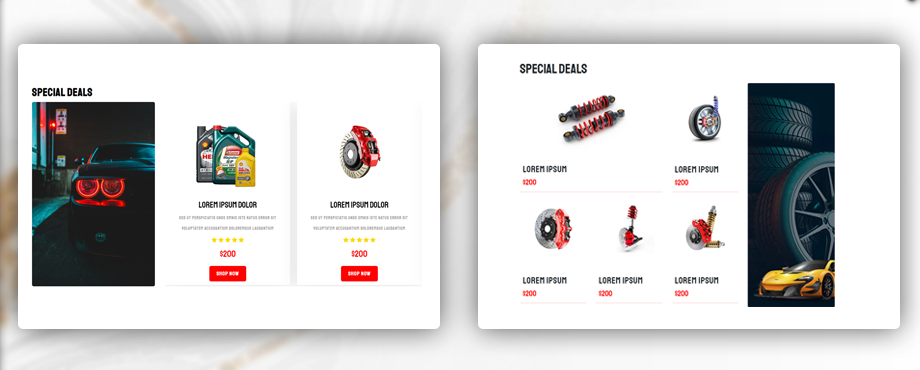 SPECIAL DEALS
LOREM IPSUM DOLOR
SED UT PERSPICIATIS UNDE OMNIS ISTE NATUS ERROR SIT
VOLUPTATEM ACCUSANTIUM DOLOREMQUE LAUDANTIUM
$200
SHOP NOW
LOREM IPSUM DOLOR
SED UT PERSPICIATIS UNDE OMNIS ISTE NATUS ERROR SIT
VOLUPTATEM ACCUSANTIUM DOLOREMQUE LAUDANTIUM
$200
SHOP NOW
SPECIAL DEALS
LOREM IPSUM
$200
LOREM IPSUM
$200
LOREM IPSUM
$200
LOREM IPSUM
$200
LOREM IPSUM
$200